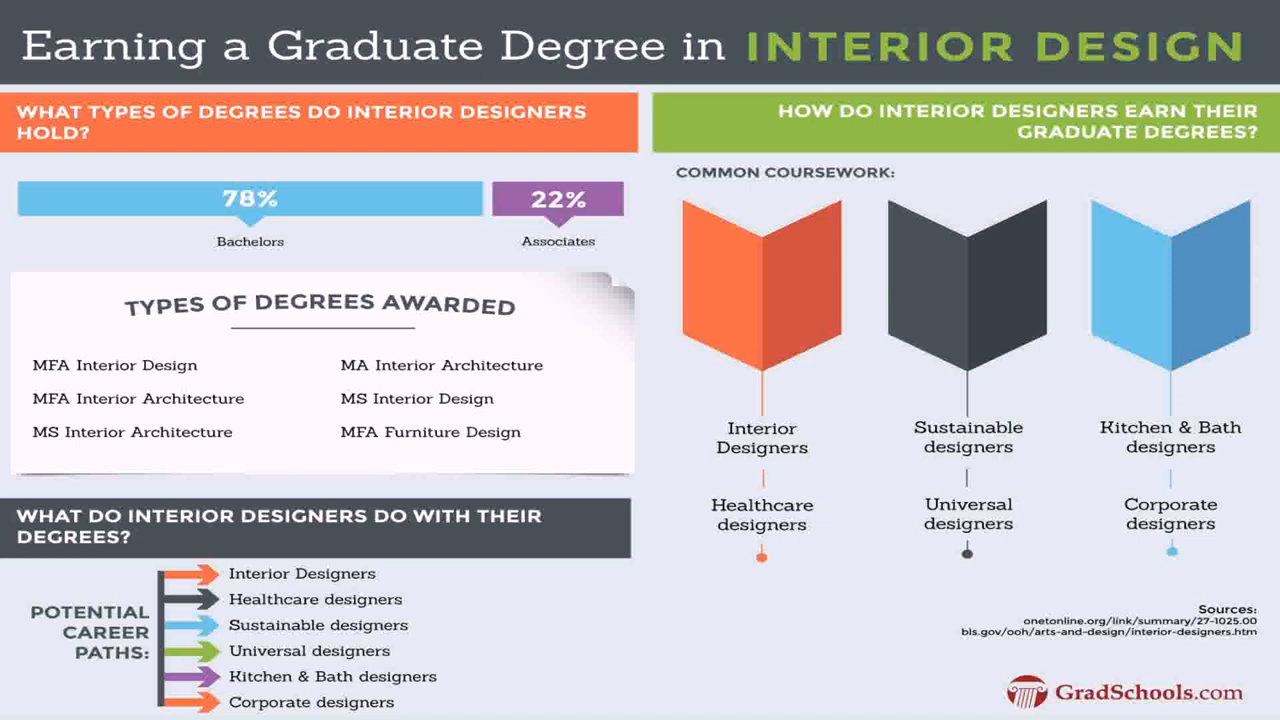 Earning a Graduate Degree in INTERIOR DESIGN
WHAT TYPES OF DEGREES DO INTERIOR DESIGNERS
HOLD?
78%
22%
Bachelors
Associates
TYPES OF DEGREES AWARDED
MFA Interior Design
MFA Interior Architecture
MS Interior Architecture
MA Interior Architecture
MS Interior Design
MFA Furniture Design
WHAT DO INTERIOR DESIGNERS DO WITH THEIR
DEGREES?
POTENTIAL
CAREER
PATHS:
Interior Designers
Healthcare designers
Sustainable designers
Universal designers
Kitchen & Bath designers
Corporate designers
HOW DO INTERIOR DESIGNERS EARN THEIR
GRADUATE DEGREES?
COMMON COURSEWORK:
Interior
Designers
Healthcare
designers
Sustainable
designers
Universal
designers
Kitchen & Bath
designers
Corporate
designers
Sources:
onetonline.org/link/summary/27-1025.00
bls.gov/ooh/arts-and-design/interior-designers.htm
GradSchools.com